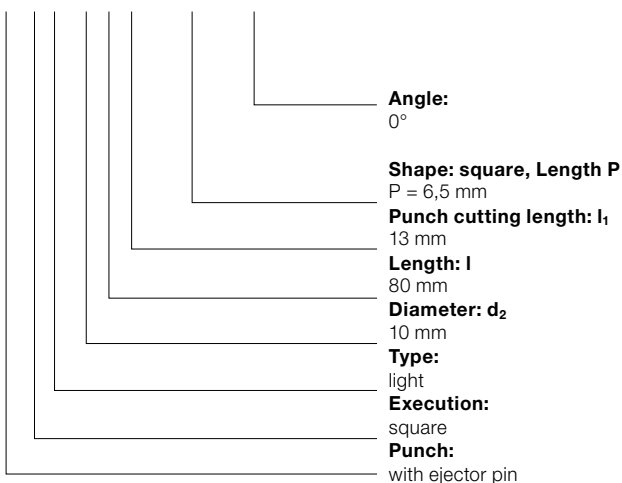 Angle:
0°
Shape: square, Length P
P = 6,5 mm
Punch cutting length: l₁
13 mm
Length: l
80 mm
Diameter: d₂
10 mm
Type:
light
Execution:
square
Punch:
with ejector pin